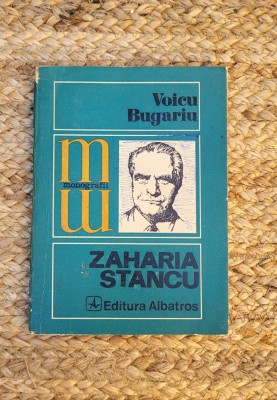 Voicu
Bugariu
m
monografii
m
ZAHARIA
STANCU
Editura Albatros